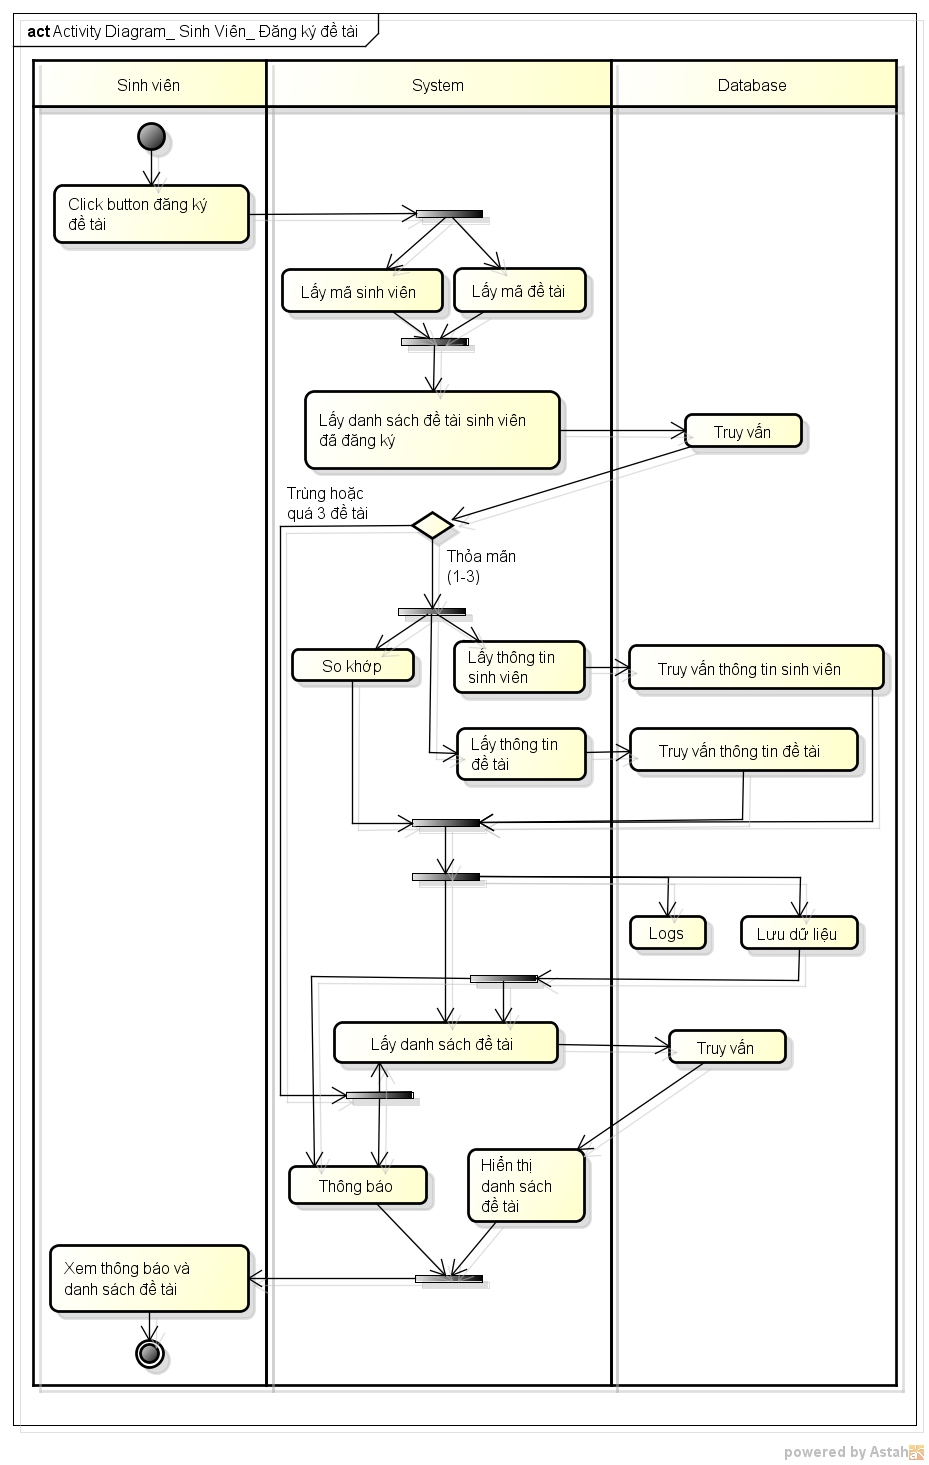 act Activity Diagram_ Sinh Viên_ Đăng ký đề tài
Sinh viên
System
Database
Click button đăng ký
đề tài
Lấy mã sinh viên
Lấy mã đề tài
Lấy danh sách đề tài sinh viên
đã đăng ký
Truy vấn
Trùng hoặc
quá 3 đề tài
Thỏa mãn
(1-3)
So khớp
Lấy thông tin
sinh viên
Truy vấn thông tin sinh viên
Lấy thông tin
đề tài
Truy vấn thông tin đề tài
Logs
Lưu dữ liệu
Lấy danh sách đề tài
Truy vấn
Thông báo
Hiển thị
danh sách
đề tài
Xem thông báo và
danh sách đề tài
powered by Astah